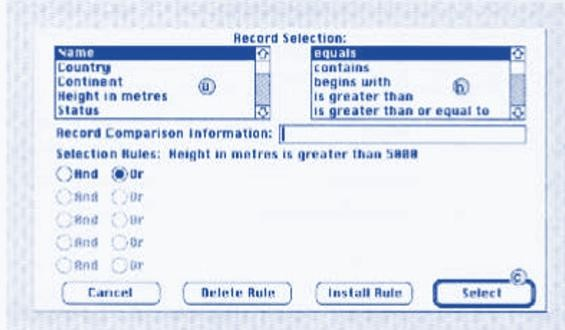 Record Selection:
Name
Country
Continent
Height in metres
Status
equals
contains
begins with
is greater than
is greater than or equal to
Record Comparison Information:
Selection Rules: Height in metres is greater than 5000
And Or
And Or
And Or
And Or
And Or
Cancel Delete Rule Install Rule Select